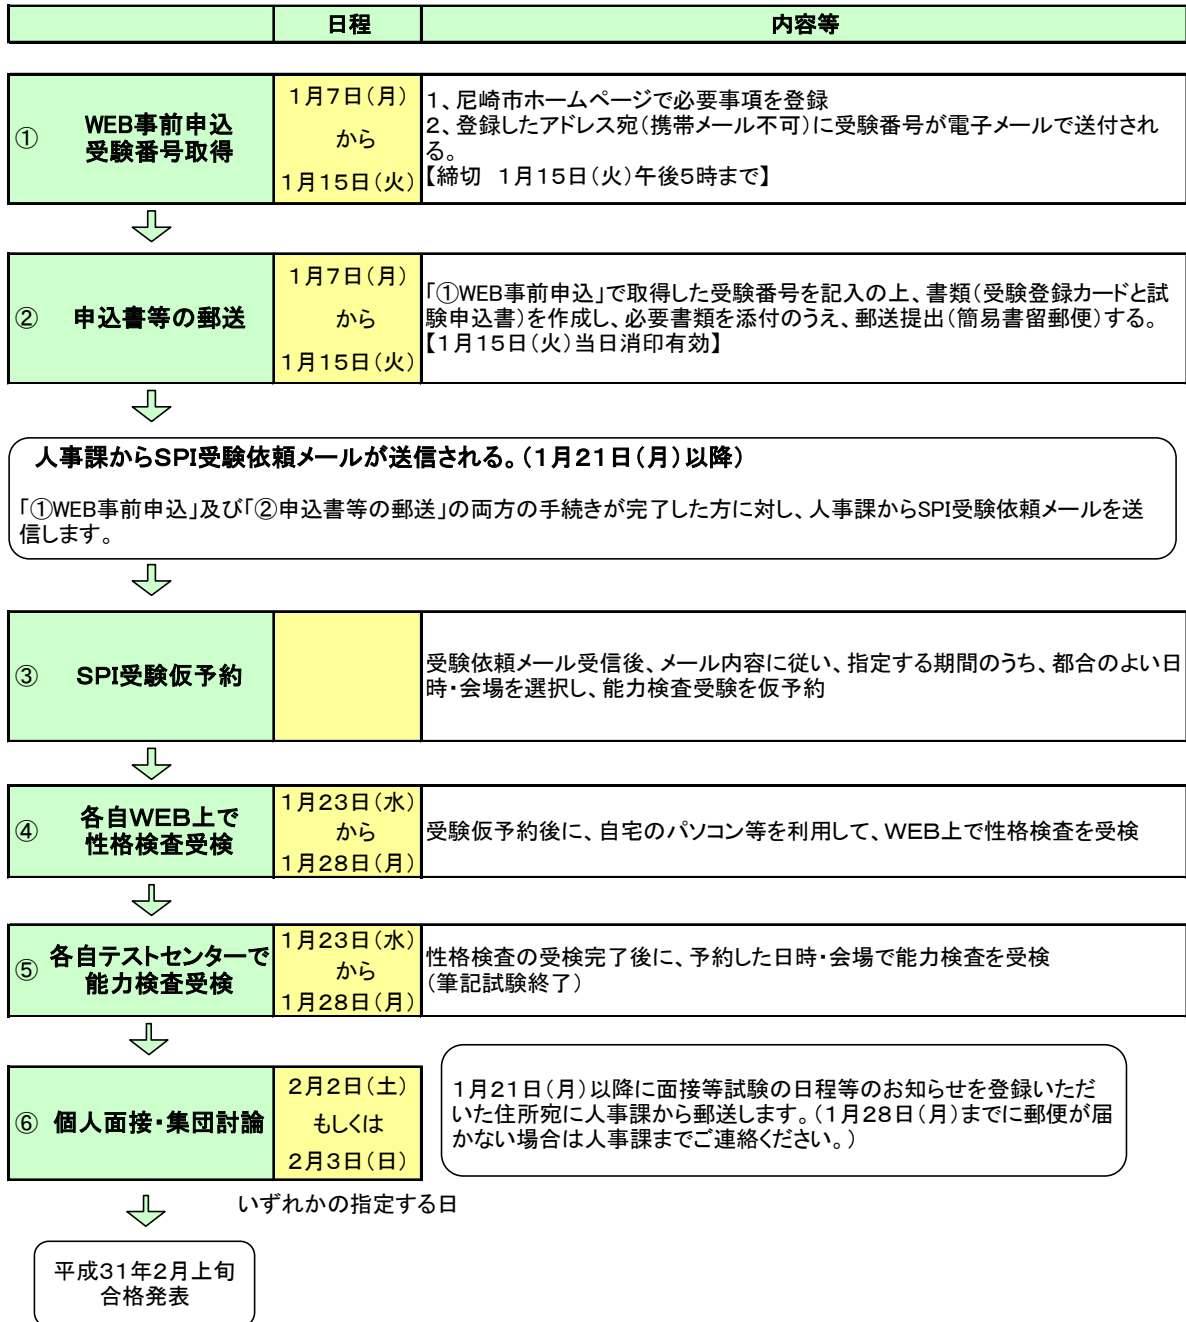 日程 内容等
① WEB事前申込
受験番号取得
1月7日(月)
から
1月15日(火)
1、尼崎市ホームページで必要事項を登録
2、登録したアドレス宛(携帯メール不可)に受験番号が電子メールで送付され
る。
【締切 1月15日(火)午後5時まで】
② 申込書等の郵送
1月7日(月)
から
1月15日(火)
「①WEB事前申込」で取得した受験番号を記入の上、書類(受験登録カードと試
験申込書)を作成し、必要書類を添付のうえ、郵送提出(簡易書留郵便)する。
【1月15日(火)当日消印有効】
人事課からSPI受験依頼メールが送信される。(1月21日(月)以降)
「①WEB事前申込」及び「②申込書等の郵送」の両方の手続きが完了した方に対し、人事課からSPI受験依頼メールを送
信します。
③ SPI受験仮予約
受験依頼メール受信後、メール内容に従い、指定する期間のうち、都合のよい日
時・会場を選択し、能力検査受験を仮予約
④ 各自WEB上で
性格検査受検
1月23日(水)
から
1月28日(月)
受験仮予約後に、自宅のパソコン等を利用して、WEB上で性格検査を受検
⑤ 各自テストセンターで
能力検査受検
1月23日(水)
から
1月28日(月)
性格検査の受検完了後に、予約した日時・会場で能力検査を受検
(筆記試験終了)
⑥ 個人面接・集団討論
2月2日(土)
もしくは
2月3日(日)
1月21日(月)以降に面接等試験の日程等のお知らせを登録いただ
いた住所宛に人事課から郵送します。(1月28日(月)までに郵便が届
かない場合は人事課までご連絡ください。)
いずれかの指定する日
平成31年2月上旬
合格発表